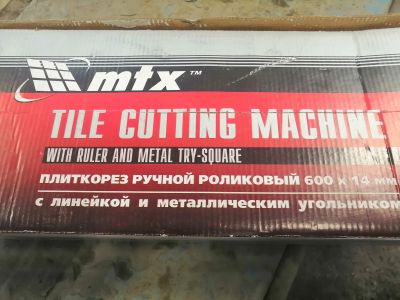 mtx™
TILE CUTTING MACHINE
WITH RULER AND METAL TRY-SQUARE
ПЛИТКОРЕЗ РУЧНОЙ РОЛИКОВЫЙ 600 х 14 мм
с линейкой и металлическим угольником